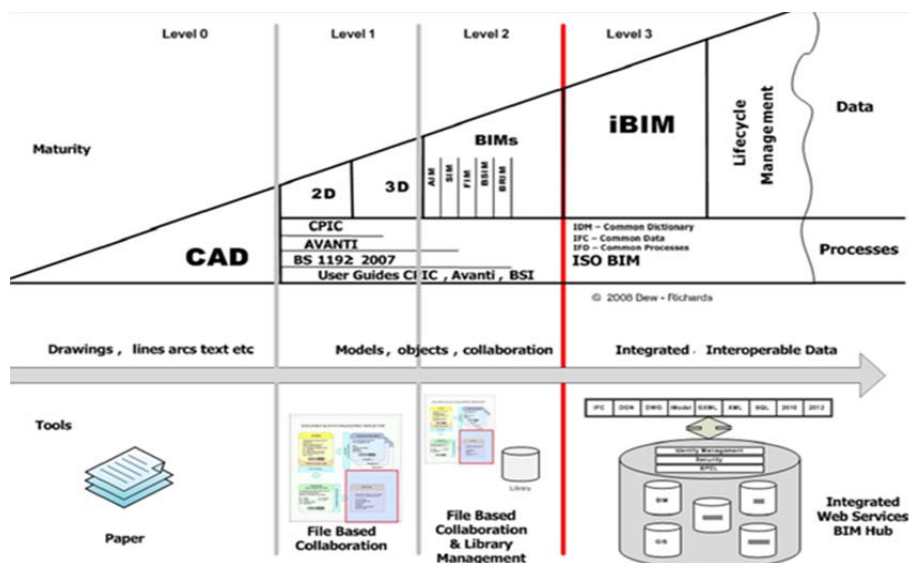 Level 0
Level 1
Level 2
Level 3
Maturity
Data
2D
3D
BIMs
AIM
SIM
FIM
BSIM
BRIM
iBIM
Lifecycle
Management
CAD
CPIC
AVANTI
BS 1192 2007
User Guides CPIC , Avanti , BSI
IDM – Common Dictionary
IFC – Common Data
IFD – Common Processes
ISO BIM
Processes
© 2008 Bew - Richards
Drawings , lines arcs text etc
Models , objects , collaboration
Integrated , Interoperable Data
Tools
Paper
File Based
Collaboration
Library
File Based
Collaboration
& Library
Management
IFC DGN DWG iModel GXML XML SQL 2010 2012
Identity Management
Security
BPEL
BIM
GIS
Integrated
Web Services
BIM Hub